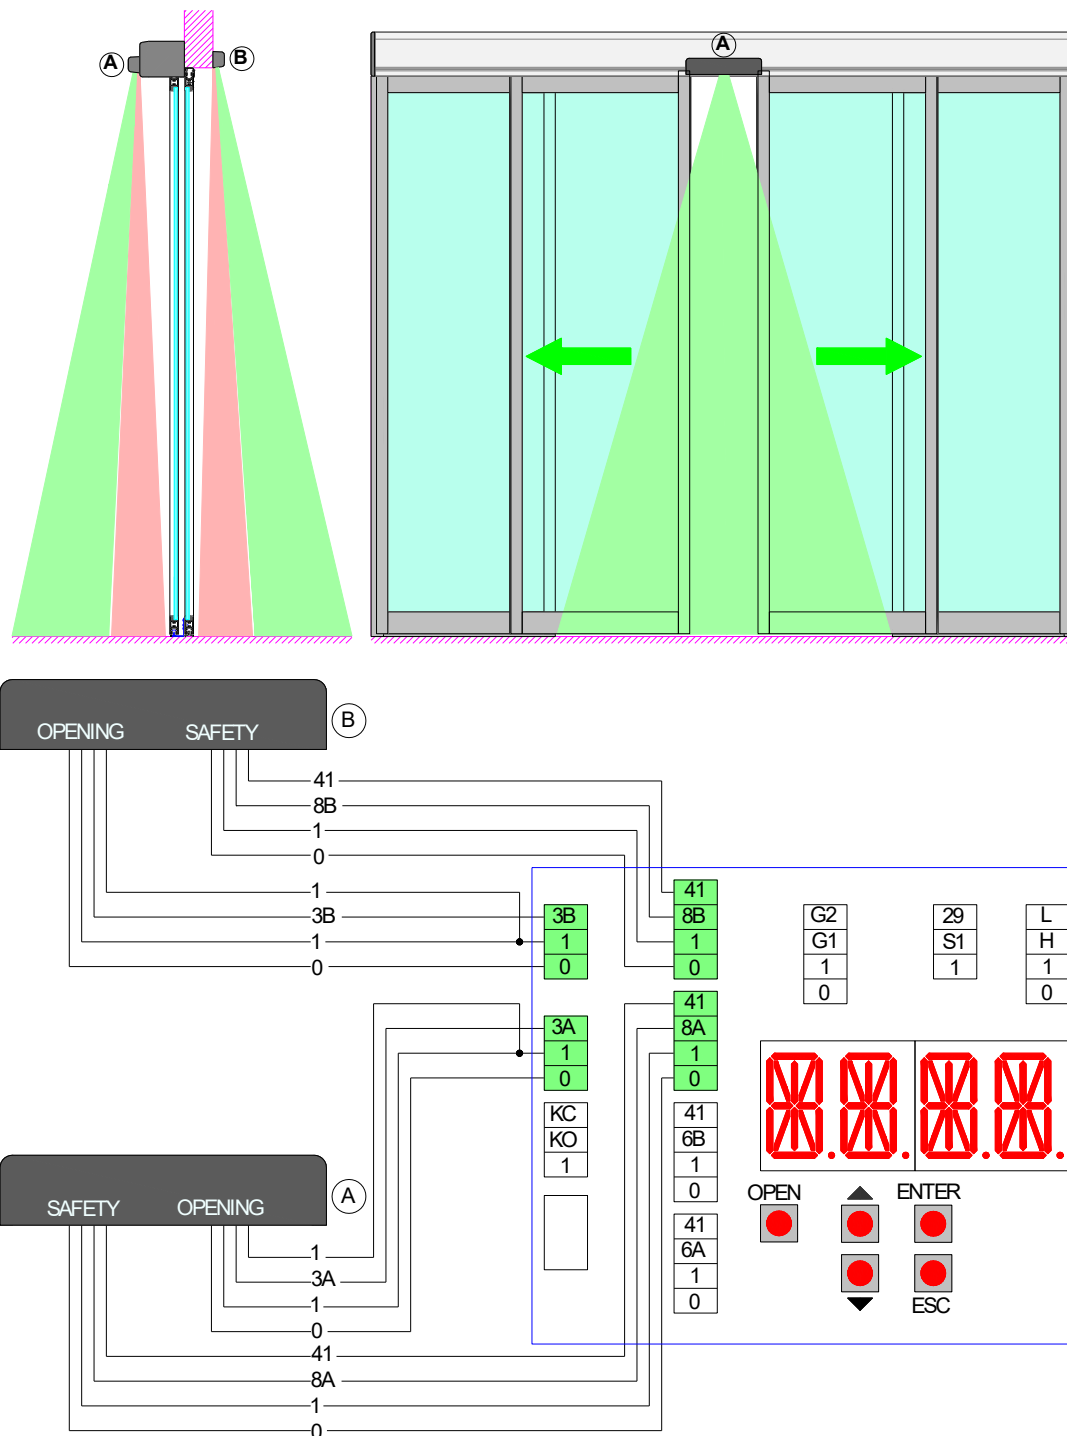 A
B
A
OPENING SAFETY
B
41
8B
1
0
1
3B
1
0
3B
1
0
41
8B
1
0
G2
G1
1
0
29
S1
1
L
H
1
0
3A
1
0
41
8A
1
0
KC
KO
1
41
6B
1
0
41
6A
1
0
OPEN
ENTER
ESC
SAFETY OPENING
A
1
3A
1
0
41
8A
1
0